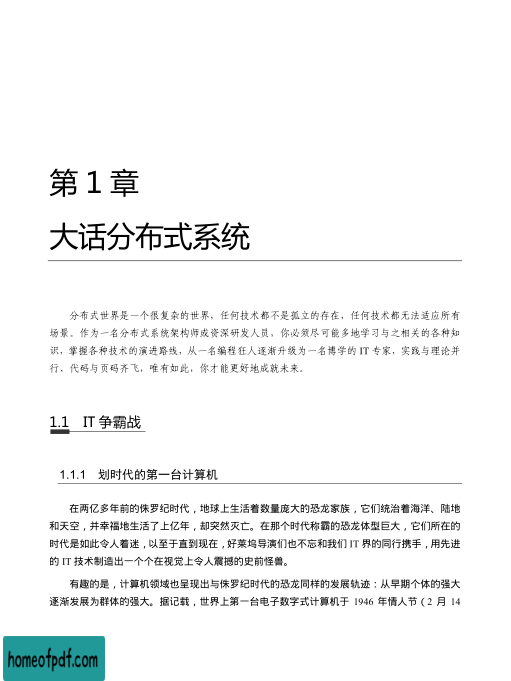 第 1 章
大话分布式系统
分布式世界是一个很复杂的世界，任何技术都不是孤立的存在，任何技术都无法适应所有
场景。作为一名分布式系统架构师或资深研发人员，你必须尽可能多地学习与之相关的各种知
识，掌握各种技术的演进路线，从一名编程狂人逐渐升级为一名博学的 IT 专家，实践与理论并
行、代码与页码齐飞，唯有如此，你才能更好地成就未来。
1.1 IT 争霸战
1.1.1 划时代的第一台计算机
在两亿多年前的侏罗纪时代，地球上生活着数量庞大的恐龙家族，它们统治着海洋、陆地
和天空，并幸福地生活了上亿年，却突然灭亡。在那个时代称霸的恐龙体型巨大，它们所在的
时代是如此令人着迷，以至于直到现在，好莱坞导演们也不忘和我们 IT 界的同行携手，用先进
的 IT 技术制造出一个个在视觉上令人震撼的史前怪兽。
有趣的是，计算机领域也呈现出与侏罗纪时代的恐龙同样的发展轨迹：从早期个体的强大
逐渐发展为群体的强大。据记载，世界上第一台电子数字式计算机于 1946 年情人节（2 月 14
homeofpdf.com